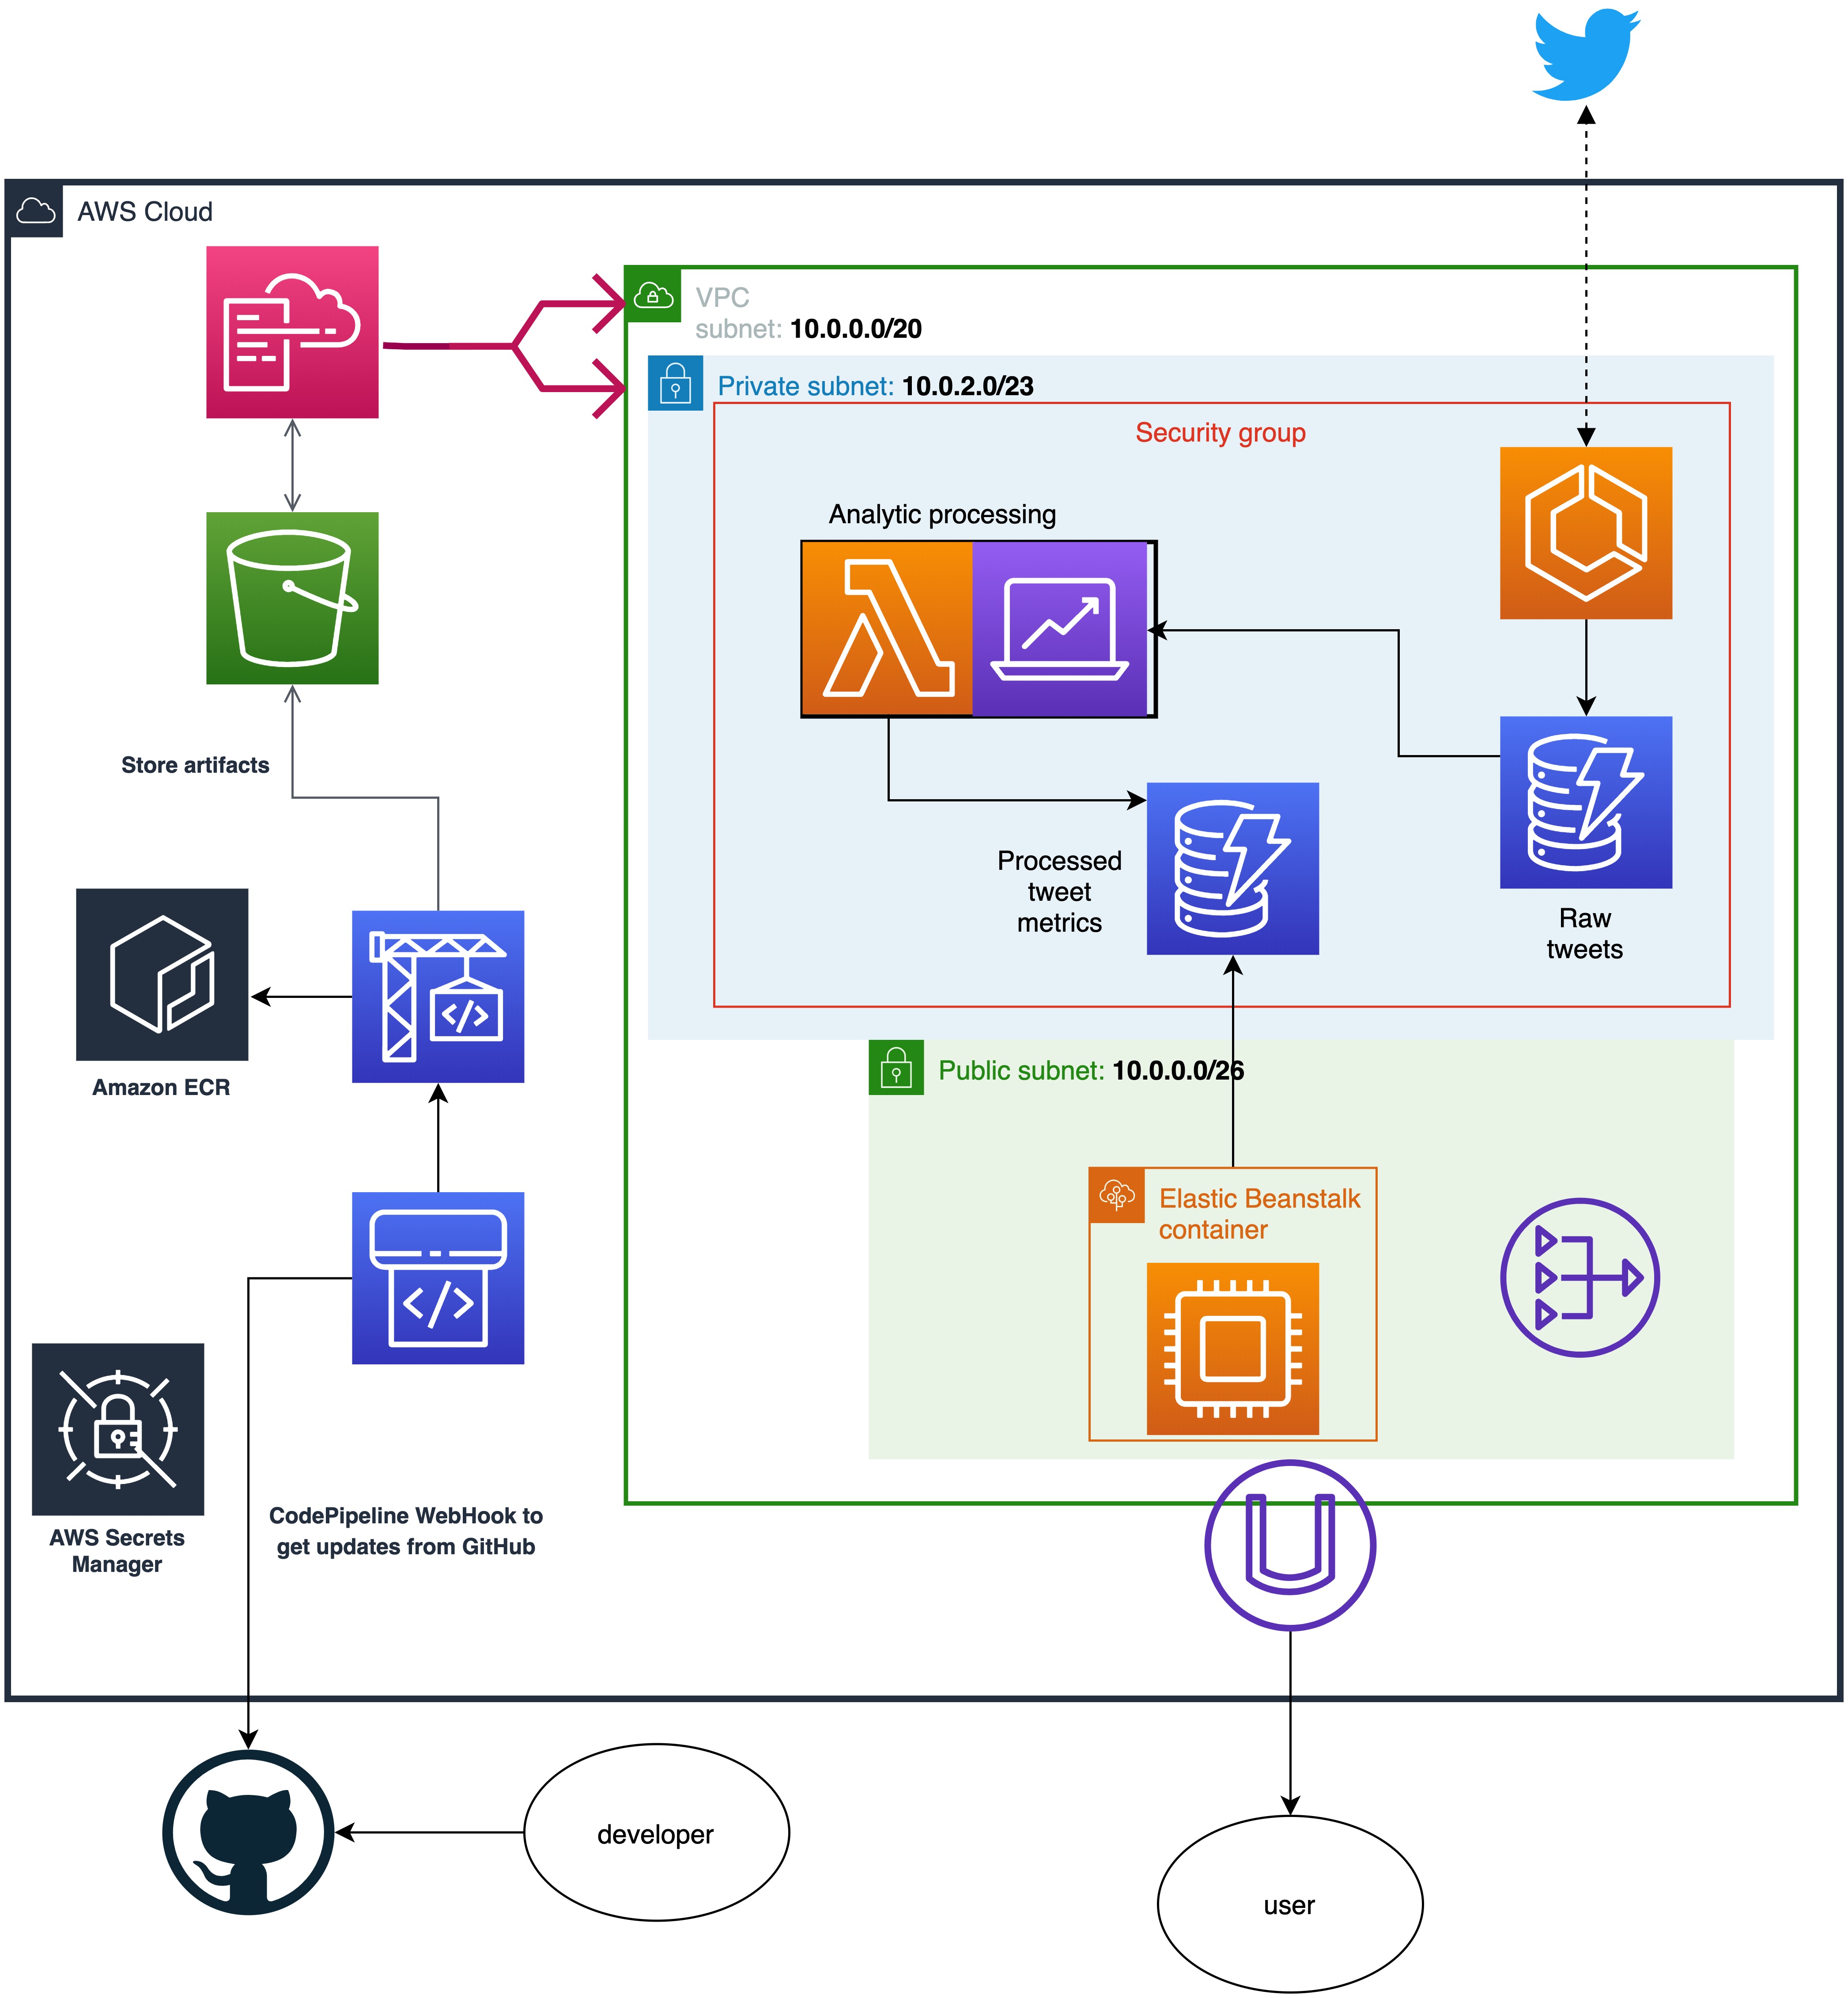 AWS Cloud
VPC
subnet: 10.0.0.0/20
Private subnet: 10.0.2.0/23
Security group
Analytic processing
Store artifacts
Processed
tweet
metrics
Raw
tweets
</>
Amazon ECR
Public subnet: 10.0.0.0/26
Elastic Beanstalk
container
</>
AWS Secrets
Manager
CodePipeline WebHook to
get updates from GitHub
developer
user